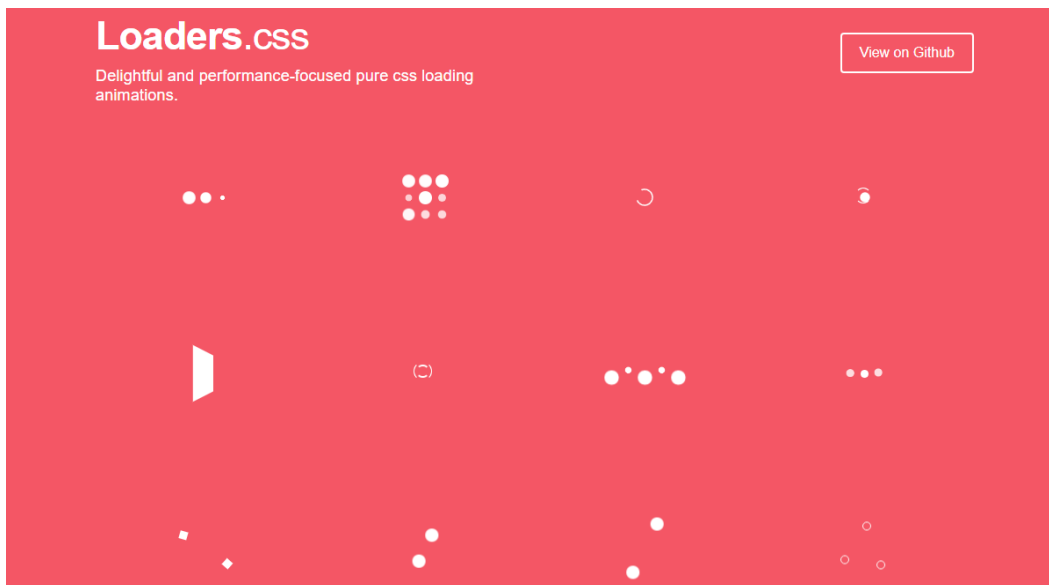 Loaders.css
View on Github
Delightful and performance-focused pure css loading
animations.